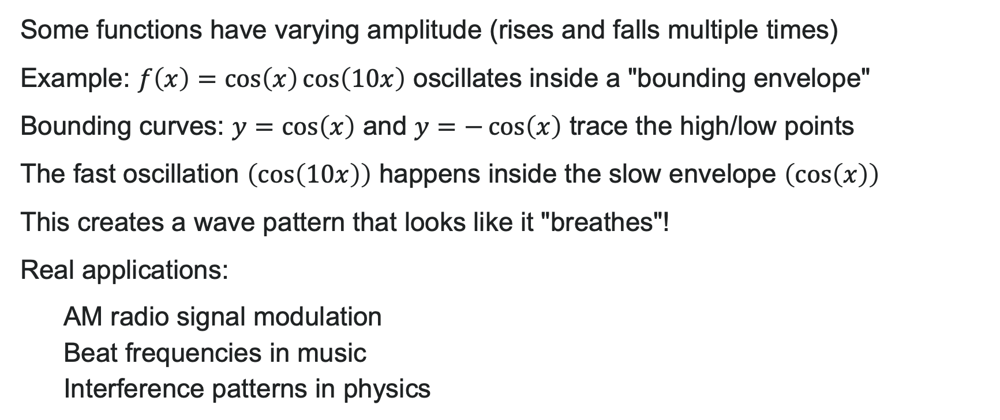 Some functions have varying amplitude (rises and falls multiple times)
Example: f(x) = cos(x) cos(10x) oscillates inside a "bounding envelope"
Bounding curves: y = cos(x) and y = − cos(x) trace the high/low points
The fast oscillation (cos(10x)) happens inside the slow envelope (cos(x))
This creates a wave pattern that looks like it "breathes"!
Real applications:
AM radio signal modulation
Beat frequencies in music
Interference patterns in physics